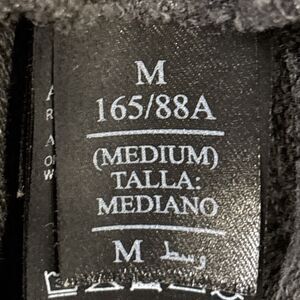 M
165/88A
(MEDIUM)
TALLA:
MEDIANO
M وسط